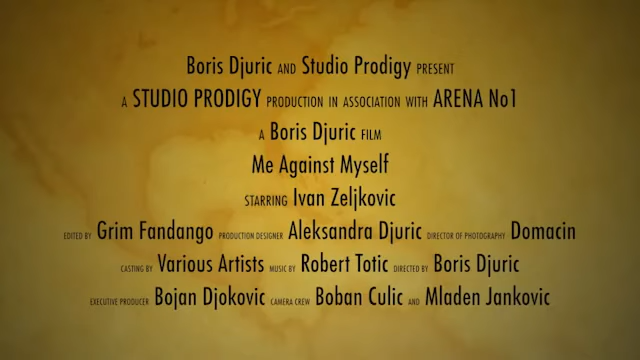 Boris Djuric AND Studio Prodigy PRESENT
A STUDIO PRODIGY PRODUCTION IN ASSOCIATION WITH ARENA No1
A Boris Djuric FILM
Me Against Myself
STARRING Ivan Zeljkovic
EDITED BY Grim Fandango PRODUCTION DESIGNER Aleksandra Djuric DIRECTOR OF PHOTOGRAPHY Domacin
CASTING BY Various Artists MUSIC BY Robert Totic DIRECTED BY Boris Djuric
EXECUTIVE PRODUCER Bojan Djokovic CAMERA CREW Boban Culic AND Mladen Jankovic